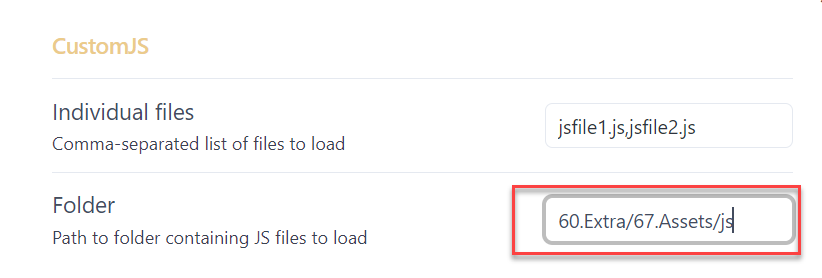 CustomJS
Individual files
jsfile1.js,jsfile2.js
Comma-separated list of files to load
Folder
60.Extra/67.Assets/js
Path to folder containing JS files to load